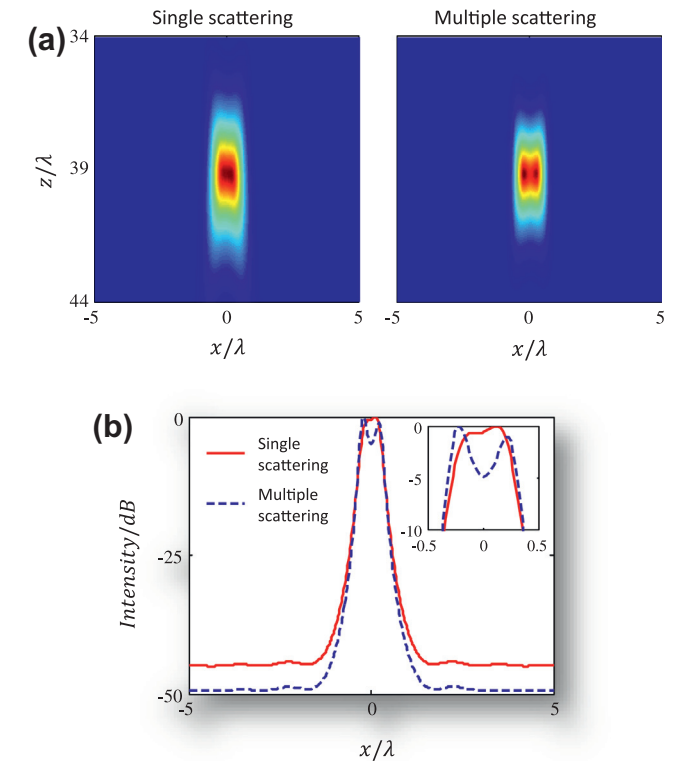 Single scattering
Multiple scattering
(a)
34
39
44
z/λ
-5
0
5
-5
0
5
x/λ
x/λ
(b)
0
-25
-50
Intensity/dB
Single
scattering
Multiple
scattering
0
-5
-10
-0.5
0
0.5
-5
0
5
x/λ